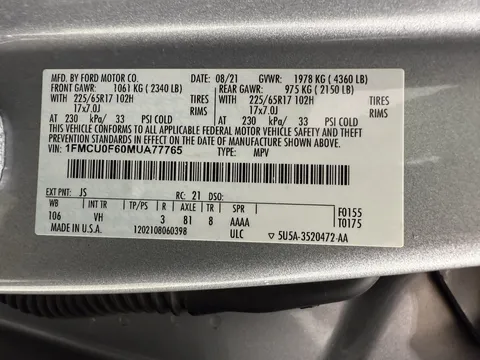 MFD. BY FORD MOTOR CO. 08/21 GVWR: 1978 KG (4360 LB)
FRONT GAWR: 1061 KG (2340 LB) REAR GAWR: 975 KG (2150 LB)
WITH 225/65R17 102H TIRES WITH 225/65R17 102H TIRES
17x7.0J RIMS 17x7.0J RIMS
AT 230 kPa/ 33 PSI COLD AT 230 kPa/ 33 PSI COLD
THIS VEHICLE CONFORMS TO ALL APPLICABLE FEDERAL MOTOR VEHICLE SAFETY AND THEFT
PREVENTION STANDARDS IN EFFECT ON THE DATE OF MANUFACTURE SHOWN ABOVE.
VIN: 1FMCU0F60MUA77765 TYPE: MPV
EXT PNT: JS RC: 21 DSO:
WB INT TR TP/PS R AXLE TR SPR F0155
106 VH 3 81 8 AAAA T0175
MADE IN U.S.A. 1202108060398 ULC 5U5A-3520472-AA